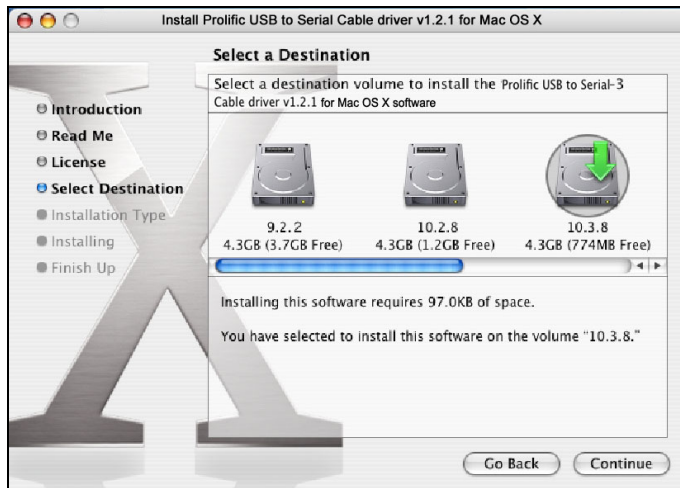 Install Prolific USB to Serial Cable driver v1.2.1 for Mac OS X
Select a Destination
Select a destination volume to install the Prolific USB to Serial-3
Cable driver v1.2.1 for Mac OS X software
Introduction
Read Me
License
Select Destination
Installation Type
Installing
Finish Up
9.2.2
4.3GB (3.7GB Free)
10.2.8
4.3GB (1.2GB Free)
10.3.8
4.3GB (774MB Free)
Installing this software requires 97.0KB of space.
You have selected to install this software on the volume "10.3.8."
Go Back
Continue